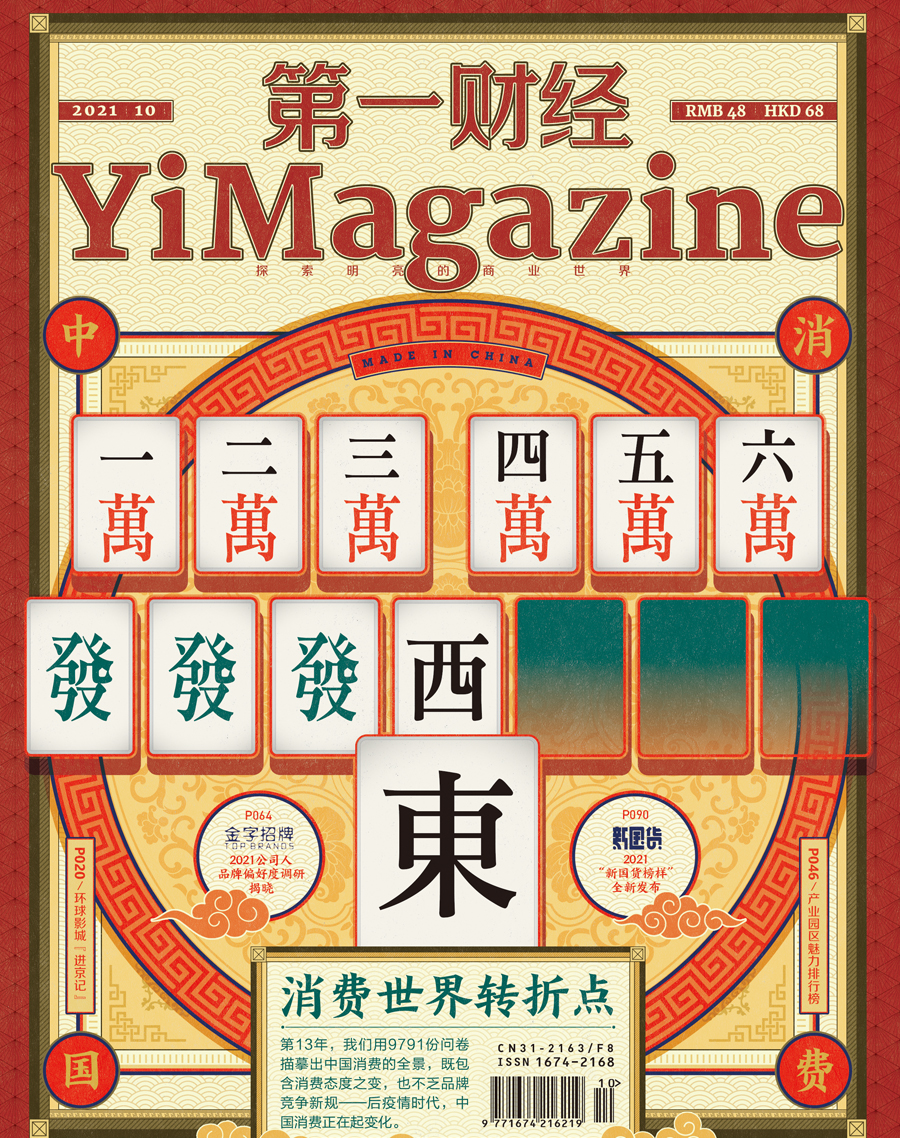 第一财经
2021 10
RMB 48 HKD 68
YiMagazine
探索明亮的商业世界
中
消
MADE IN CHINA
一萬
二萬
三萬
四萬
五萬
六萬
發
發
發
西
東
P064
金字招牌
TOP BRANDS
2021公司人
品牌偏好度调研
揭晓
P090
新国货
2021
“新国货榜样”
全新发布
P020 / 环球影城『进京记』
P046 / 产业园区魅力排行榜
消费世界转折点
第13年，我们用9791份问卷
描摹出中国消费的全景，既包
含消费态度之变，也不乏品牌
竞争新规——后疫情时代，中
国消费正在起变化。
CN31-2163/F8
ISSN 1674-2168
10>
9 771674 216219
国
费